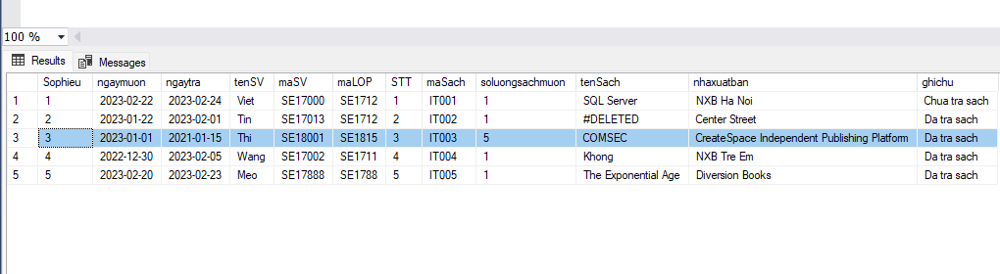 100 %
Results Messages
Sophieu ngaymuon ngaytra tenSV maSV maLOP STT maSach soluongsachmuon tenSach nhaxuatban ghichu
1 1 2023-02-22 2023-02-24 Viet SE17000 SE1712 1 IT001 1 SQL Server NXB Ha Noi Chua tra sach
2 2 2023-01-22 2023-02-01 Tin SE17013 SE1712 2 IT002 1 #DELETED Center Street Da tra sach
3 3 2023-01-01 2021-01-15 Thi SE18001 SE1815 3 IT003 5 COMSEC CreateSpace Independent Publishing Platform Da tra sach
4 4 2022-12-30 2023-02-05 Wang SE17002 SE1711 4 IT004 1 Khong NXB Tre Em Da tra sach
5 5 2023-02-20 2023-02-23 Meo SE17888 SE1788 5 IT005 1 The Exponential Age Diversion Books Da tra sach